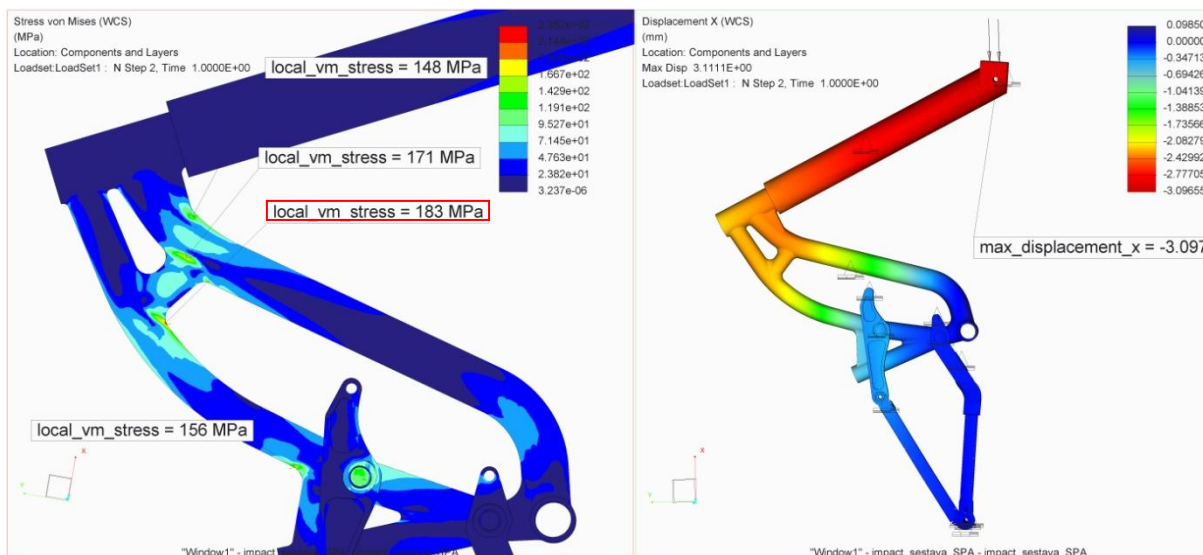 Stress von Mises (WCS)
(MPa)
Location: Components and Layers
Loadset:LoadSet1 : N Step 2, Time 1.0000E+00
1.667e+02
1.429e+02
1.191e+02
9.527e+01
7.145e+01
4.763e+01
2.382e+01
3.237e-06
local_vm_stress = 148 MPa
local_vm_stress = 171 MPa
local_vm_stress = 183 MPa
local_vm_stress = 156 MPa
X
Y
"Window1" - impact
Displacement X (WCS)
(mm)
Location: Components and Layers
Max Disp 3.1111E+00
Loadset:LoadSet1 : N Step 2, Time 1.0000E+00
0.09850
0.00000
-0.34713
-0.69426
-1.04139
-1.38853
-1.73566
-2.08279
-2.42992
-2.77705
-3.09655
max_displacement_x = -3.097
X
Y
"Window1" - impact_sestava_SPA - impact_sestava_SPA